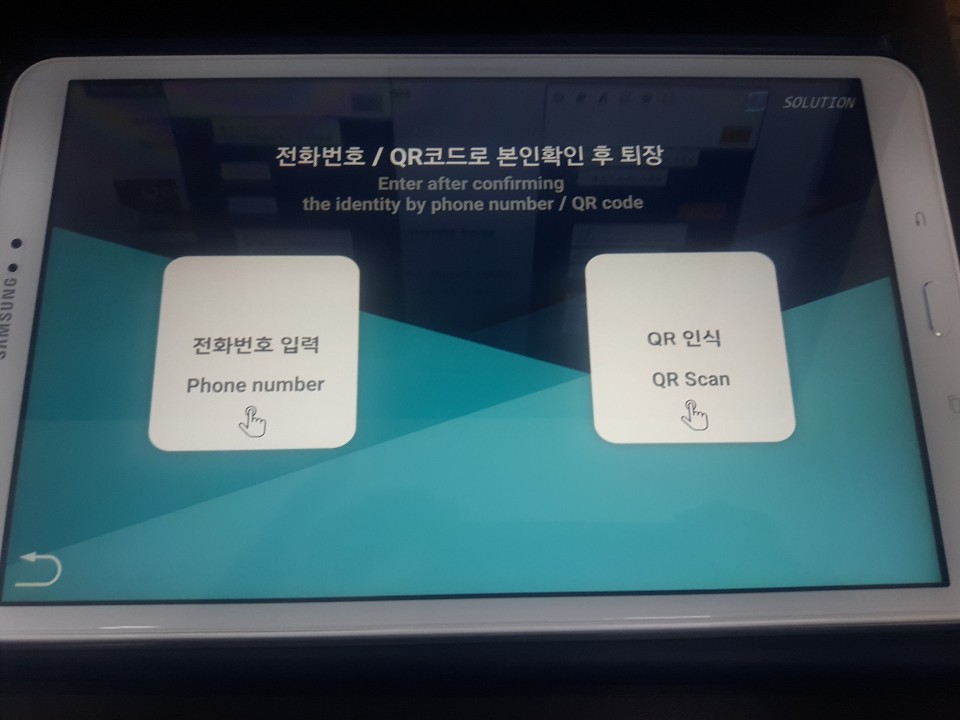 SOLUTION
전화번호 / QR코드로 본인확인 후 퇴장
Enter after confirming
the identity by phone number / QR code
SAMSUNG
전화번호 입력
Phone number
QR 인식
QR Scan